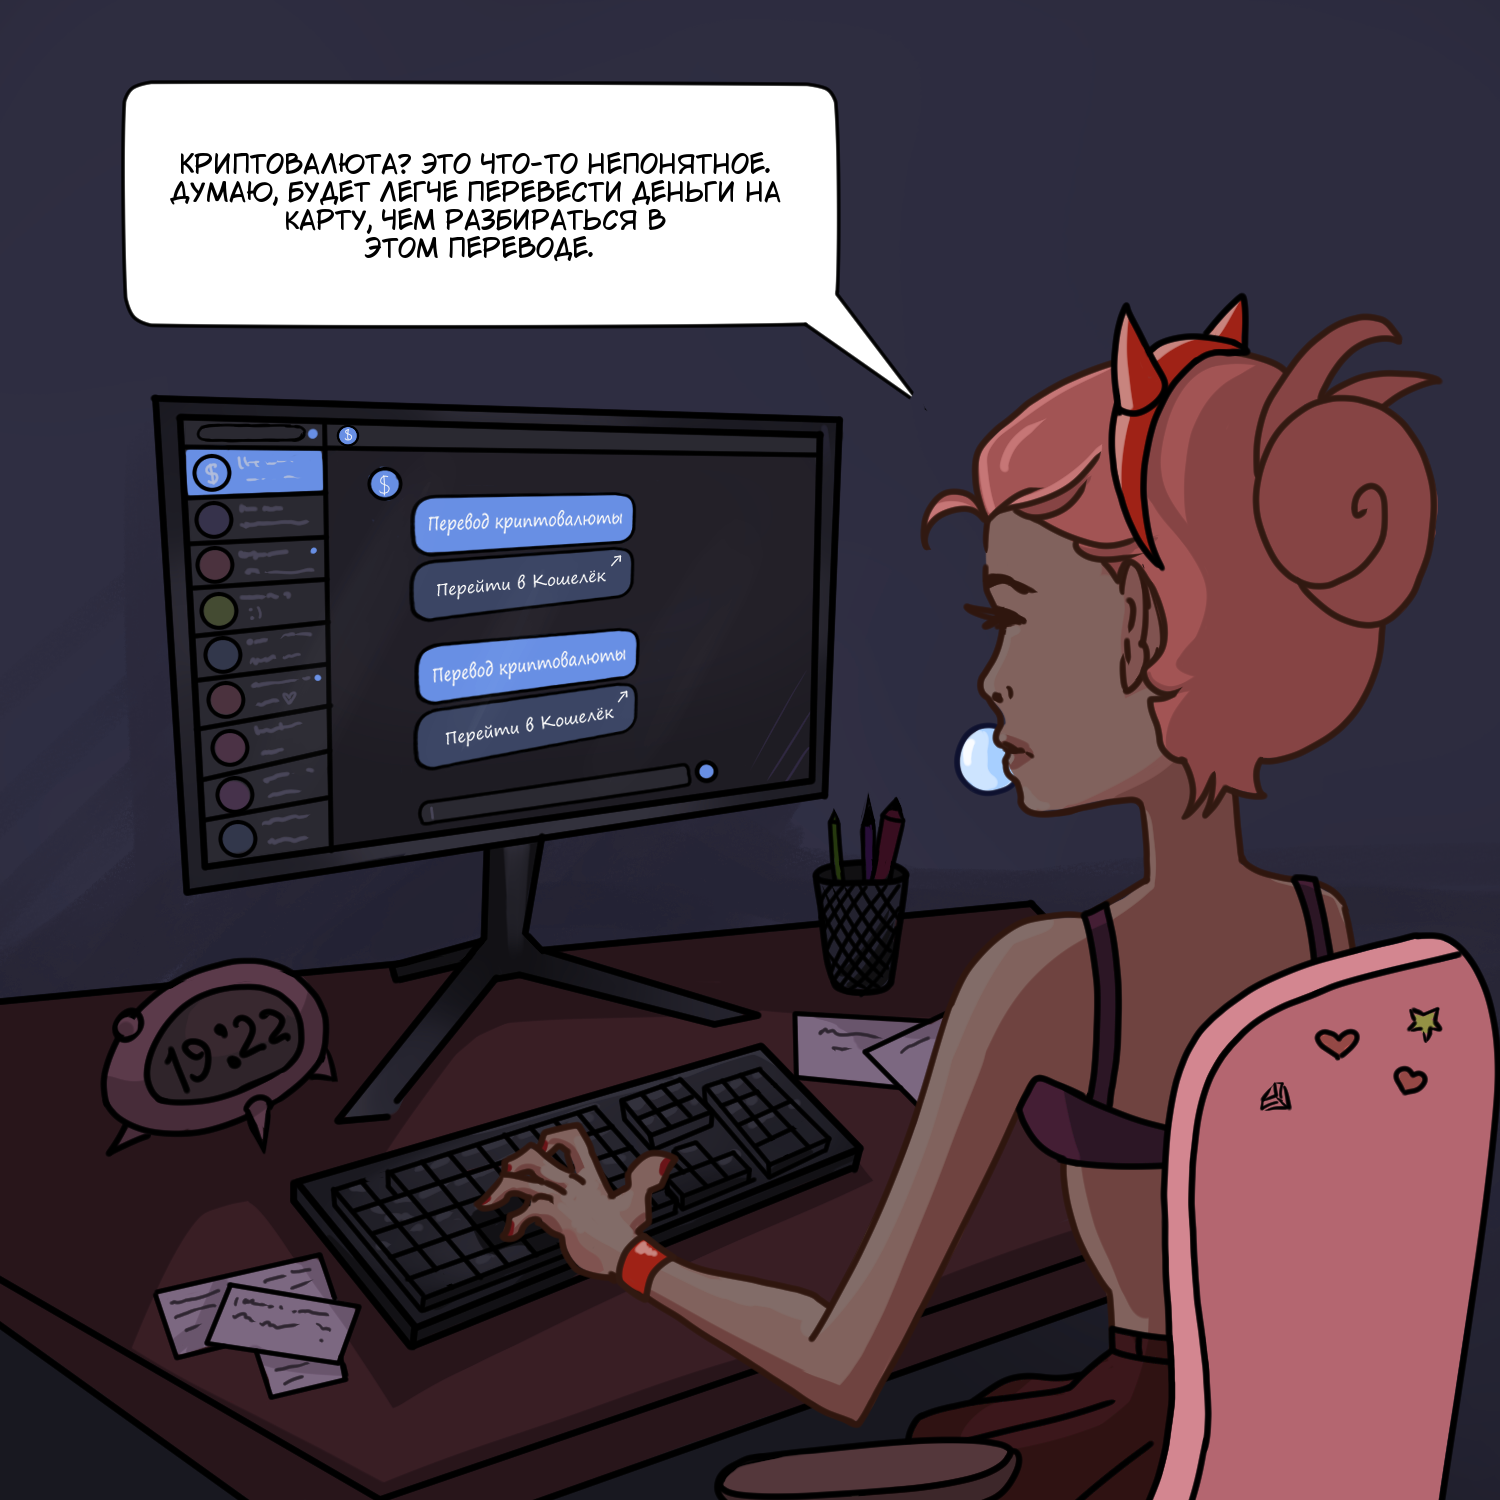 КРИПТОВАЛЮТА? ЭТО ЧТО-ТО НЕПОНЯТНОЕ.
ДУМАЮ, БУДЕТ ЛЕГЧЕ ПЕРЕВЕСТИ ДЕНЬГИ НА
КАРТУ, ЧЕМ РАЗБИРАТЬСЯ В
ЭТОМ ПЕРЕВОДЕ.
$
$
$
Перевод криптовалюты
Перейти в Кошелёк
:)
Перевод криптовалюты
Перейти в Кошелёк
19:22